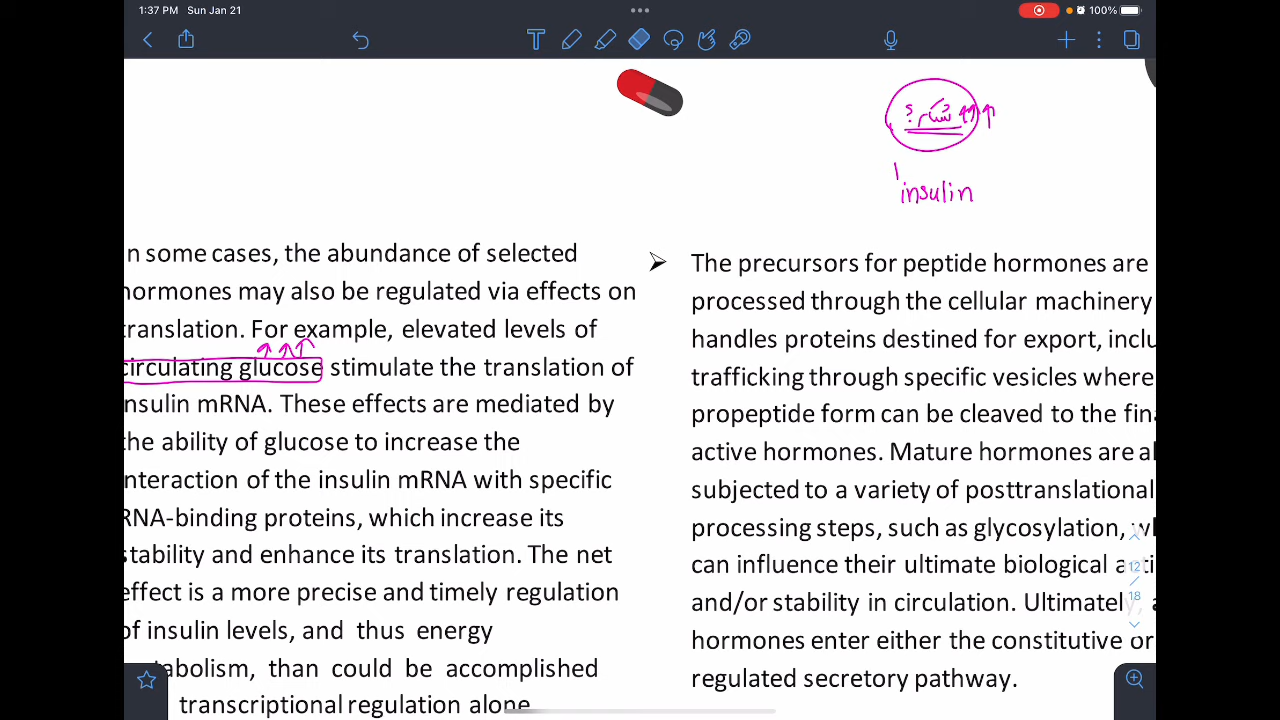 1:37 PM Sun Jan 21
100%
سكر؟
insulin
n some cases, the abundance of selected
hormones may also be regulated via effects on
translation. For example, elevated levels of
circulating glucose stimulate the translation of
nsulin mRNA. These effects are mediated by
the ability of glucose to increase the
nteraction of the insulin mRNA with specific
RNA-binding proteins, which increase its
stability and enhance its translation. The net
effect is a more precise and timely regulation
of insulin levels, and thus energy
tabolism, than could be accomplished
transcriptional regulation alone
The precursors for peptide hormones are
processed through the cellular machinery
handles proteins destined for export, inclu
trafficking through specific vesicles where
propeptide form can be cleaved to the fina
active hormones. Mature hormones are al
subjected to a variety of posttranslational
processing steps, such as glycosylation, wh
can influence their ultimate biological acti
and/or stability in circulation. Ultimately, a
hormones enter either the constitutive or
regulated secretory pathway.
12
18